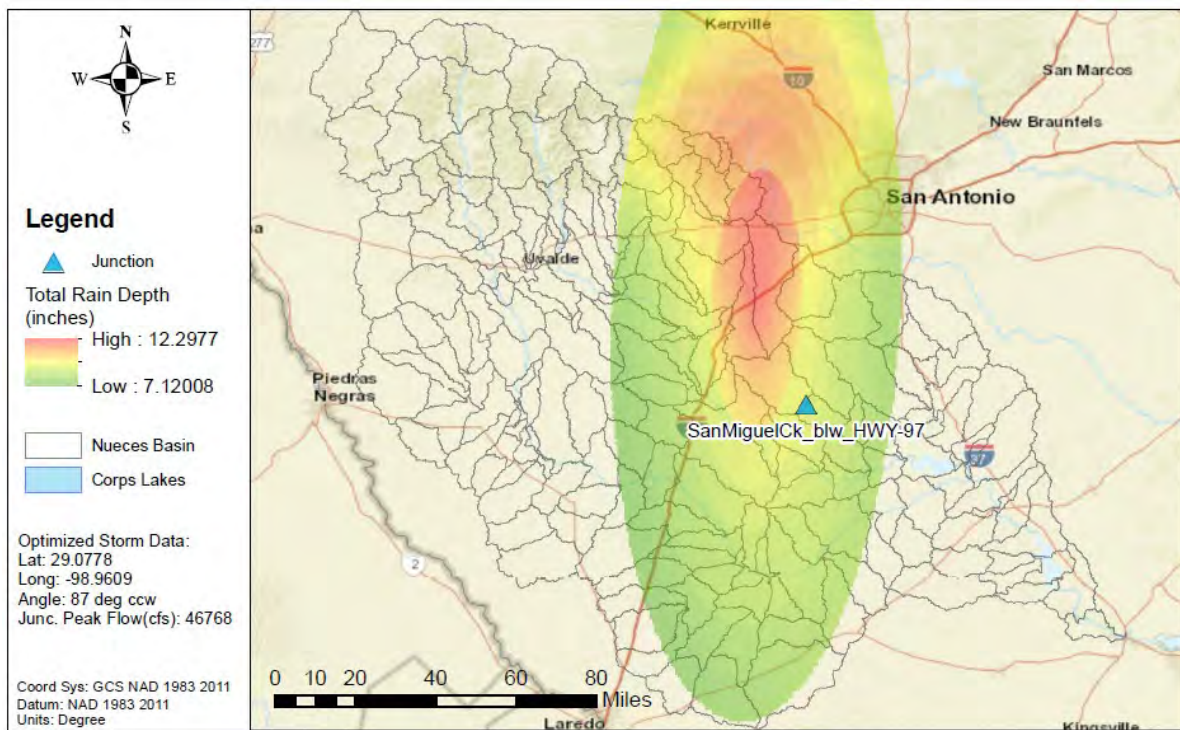 N
W E
S
Legend
Junction
Total Rain Depth
(inches)
High : 12.2977
Low : 7.12008
Nueces Basin
Corps Lakes
Optimized Storm Data:
Lat: 29.0778
Long: -98.9609
Angle: 87 deg ccw
Junc. Peak Flow(cfs): 46768
Coord Sys: GCS NAD 1983 2011
Datum: NAD 1983 2011
Units: Degree
277
Kerrville
10
San Marcos
New Braunfels
San Antonio
Uvalde
Piedras
Negras
SanMiguelCk_blw_HWY-97
37
2
0 20 40 60 80
Miles
Laredo
Kingsville